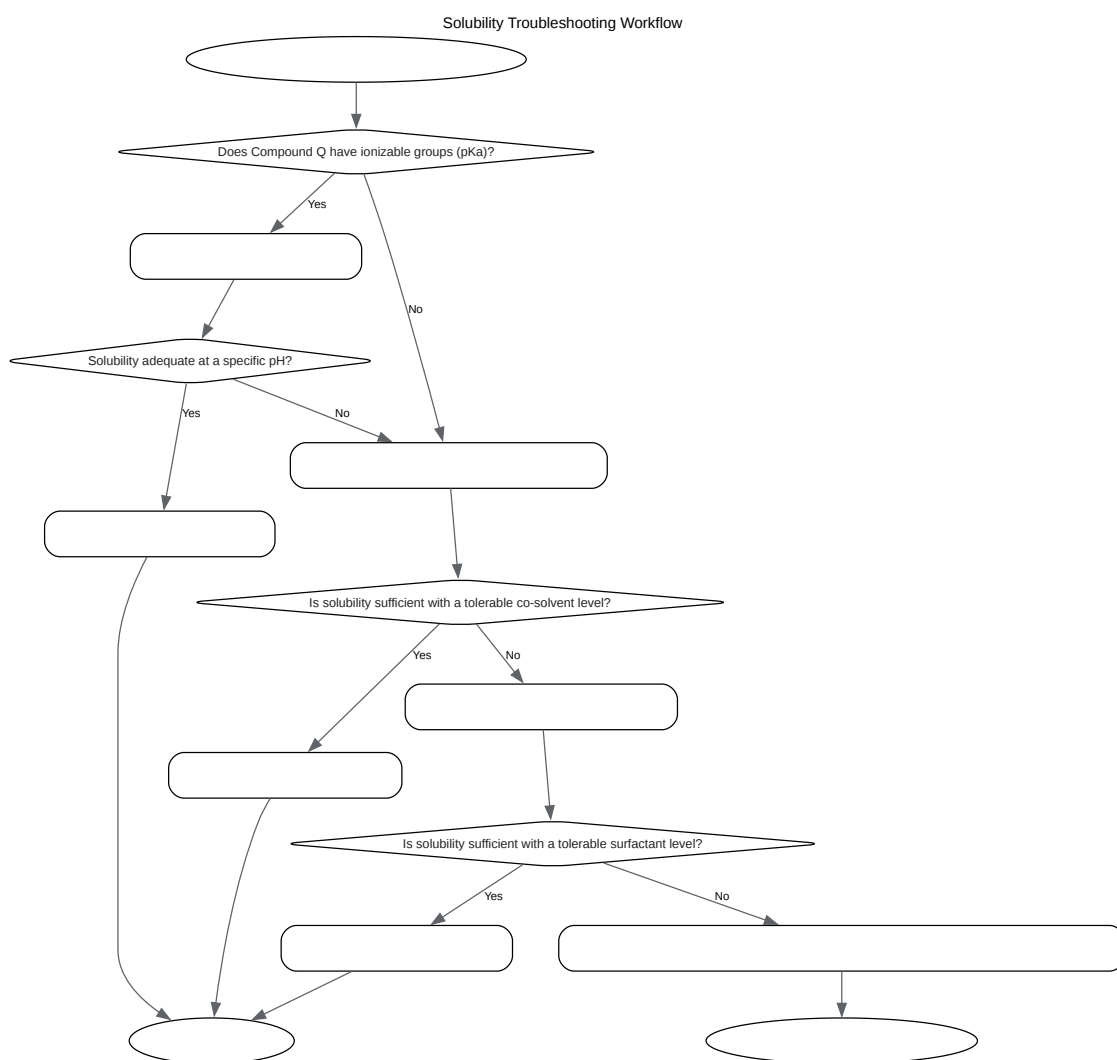 Solubility Troubleshooting Workflow
Does Compound Q have ionizable groups (pKa)?
Yes
No
Solubility adequate at a specific pH?
Yes
No
Is solubility sufficient with a tolerable co-solvent level?
Yes
No
Is solubility sufficient with a tolerable surfactant level?
Yes
No